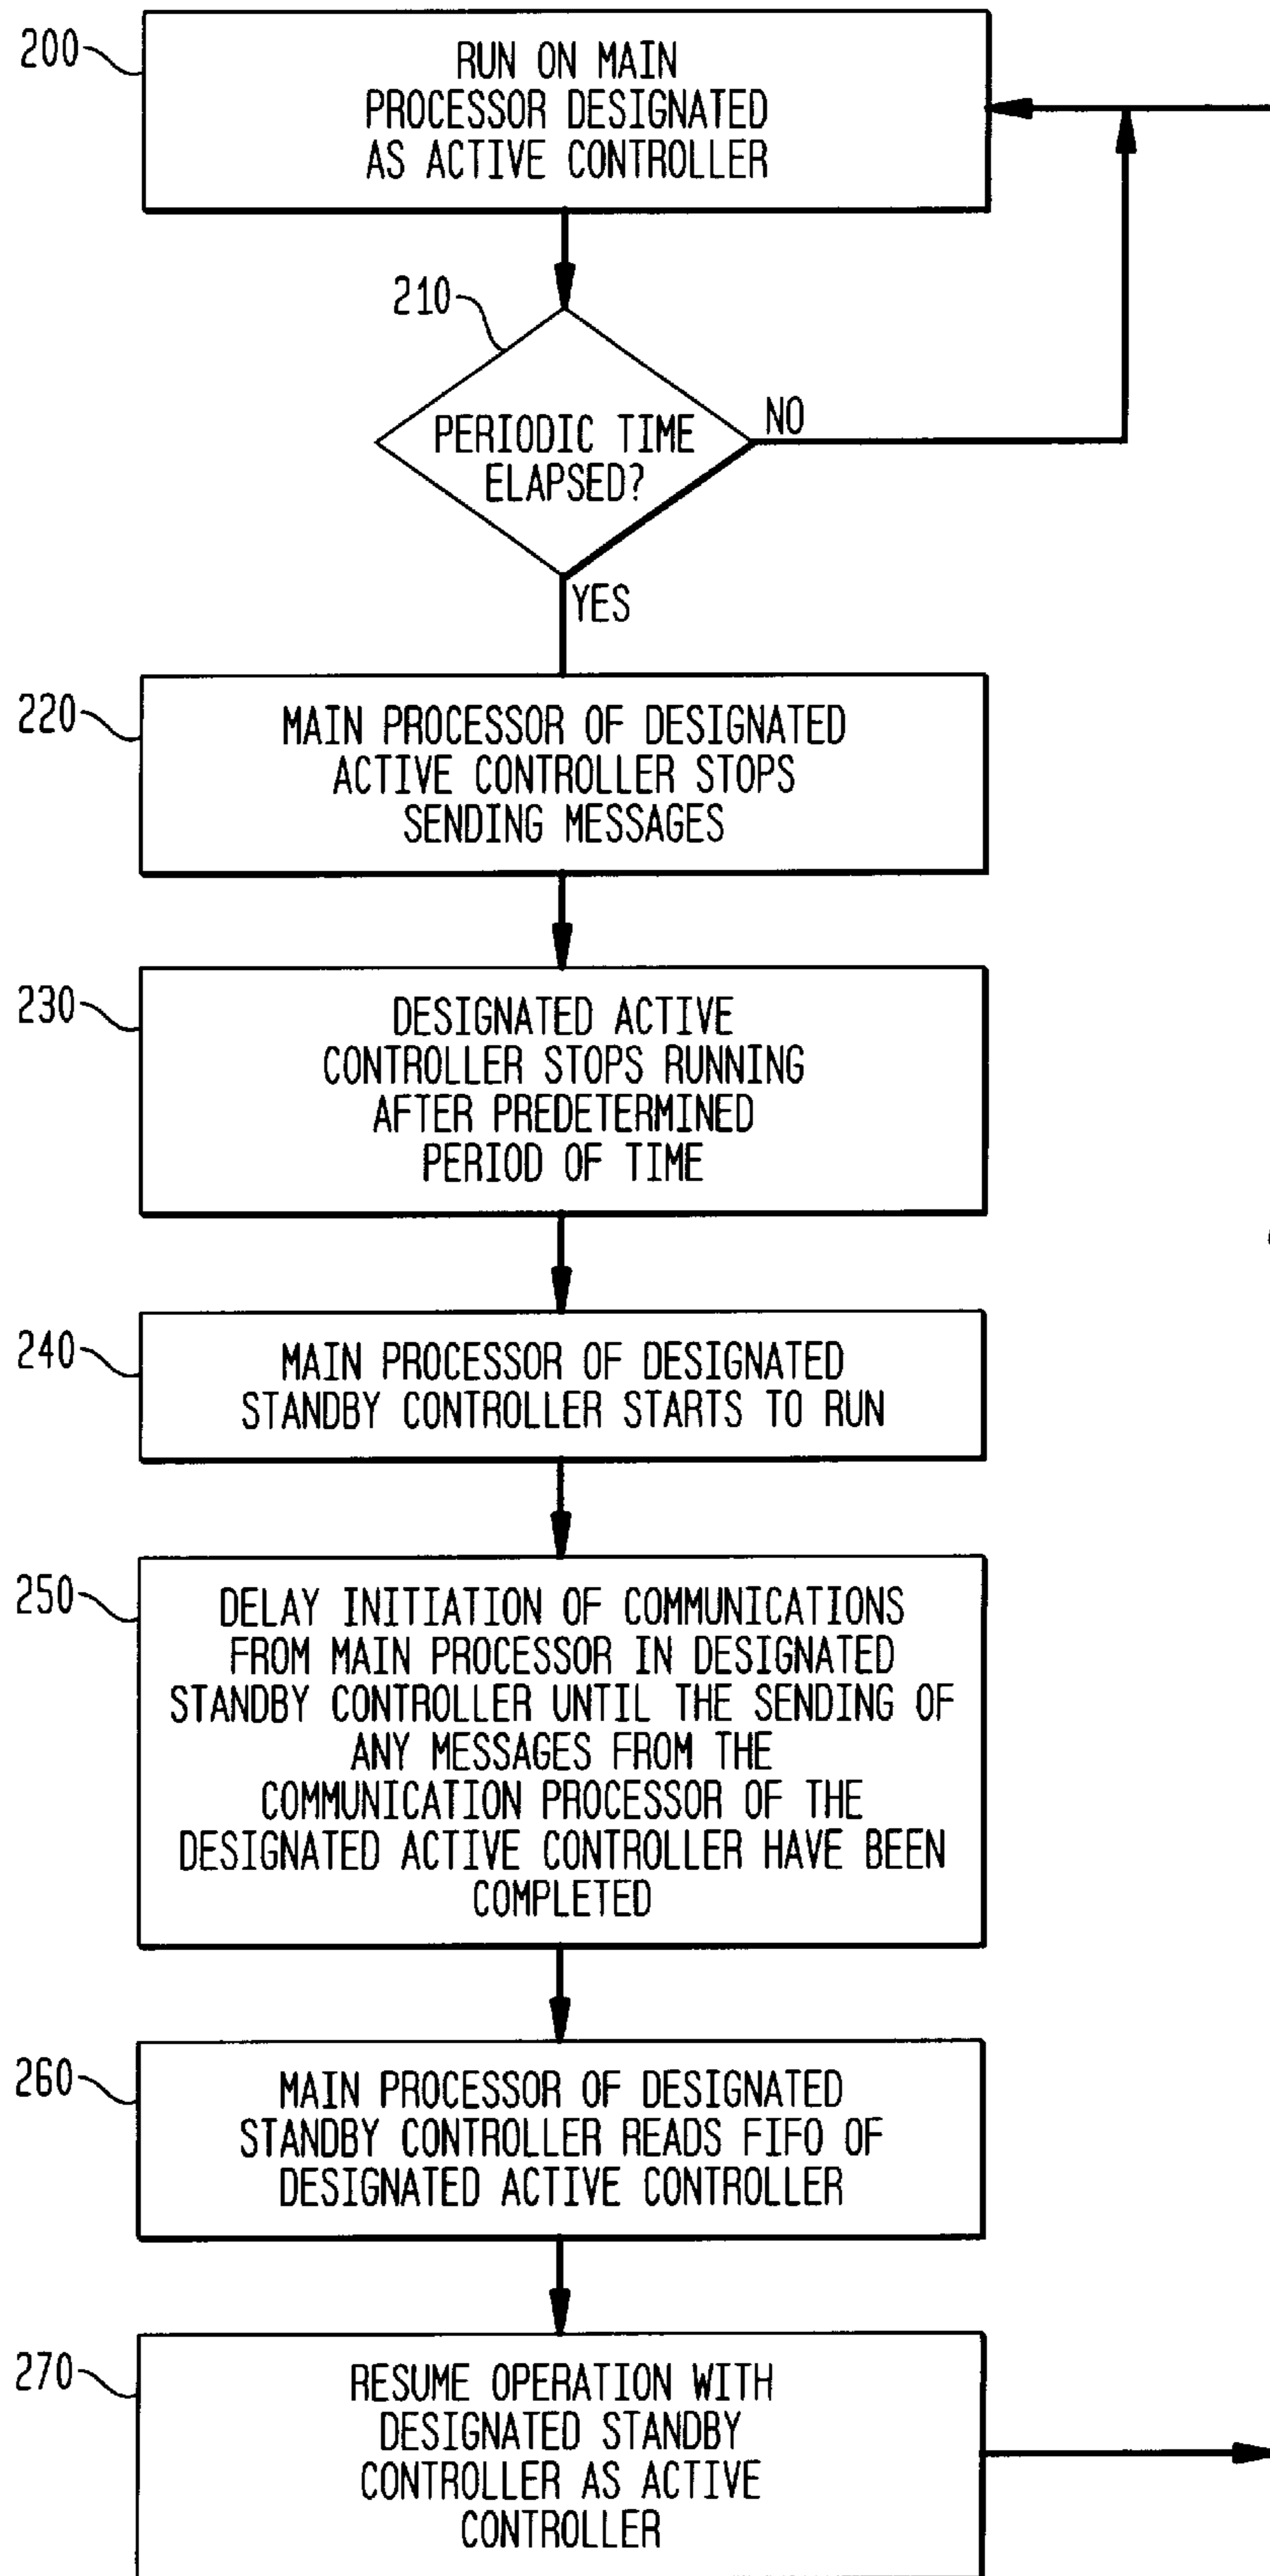 200
RUN ON MAIN
PROCESSOR DESIGNATED
AS ACTIVE CONTROLLER
210
PERIODIC TIME
ELAPSED?
NO
YES
220
MAIN PROCESSOR OF DESIGNATED
ACTIVE CONTROLLER STOPS
SENDING MESSAGES
230
DESIGNATED ACTIVE
CONTROLLER STOPS RUNNING
AFTER PREDETERMINED
PERIOD OF TIME
240
MAIN PROCESSOR OF DESIGNATED
STANDBY CONTROLLER STARTS TO RUN
250
DELAY INITIATION OF COMMUNICATIONS
FROM MAIN PROCESSOR IN DESIGNATED
STANDBY CONTROLLER UNTIL THE SENDING OF
ANY MESSAGES FROM THE
COMMUNICATION PROCESSOR OF THE
DESIGNATED ACTIVE CONTROLLER HAVE BEEN
COMPLETED
260
MAIN PROCESSOR OF DESIGNATED
STANDBY CONTROLLER READS FIFO OF
DESIGNATED ACTIVE CONTROLLER
270
RESUME OPERATION WITH
DESIGNATED STANDBY
CONTROLLER AS ACTIVE
CONTROLLER